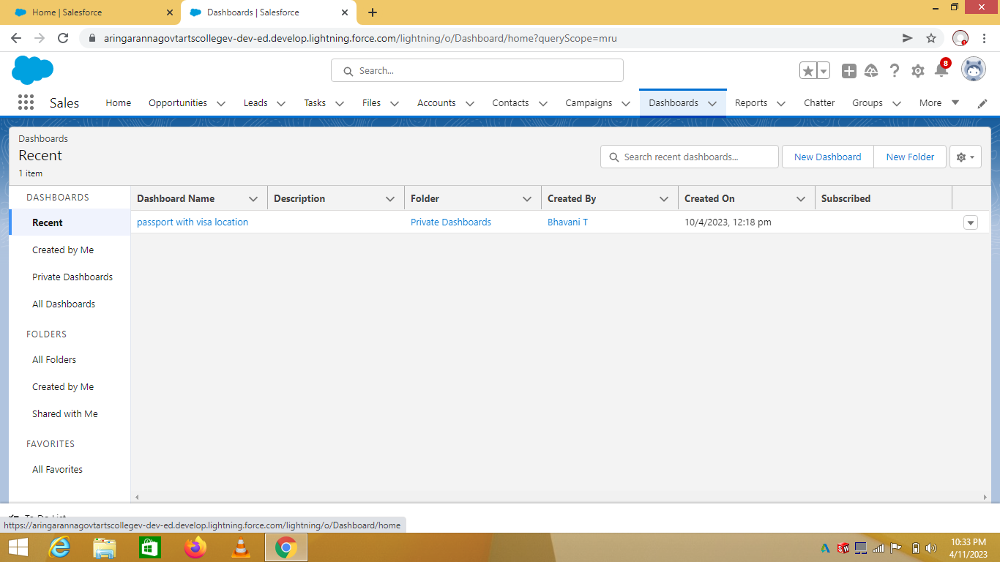 Home | Salesforce
Dashboards | Salesforce
aringarannagovtartscollegev-dev-ed.develop.lightning.force.com/lightning/o/Dashboard/home?queryScope=mru
Search...
8
Sales Home Opportunities Leads Tasks Files Accounts Contacts Campaigns Dashboards Reports Chatter Groups More
Dashboards
Recent
1 item
Search recent dashboards...
New Dashboard
New Folder
DASHBOARDS
Recent
Created by Me
Private Dashboards
All Dashboards
FOLDERS
All Folders
Created by Me
Shared with Me
FAVORITES
All Favorites
Dashboard Name Description Folder Created By Created On Subscribed
passport with visa location Private Dashboards Bhavani T 10/4/2023, 12:18 pm
To Do List
https://aringarannagovtartscollegev-dev-ed.develop.lightning.force.com/lightning/o/Dashboard/home
10:33 PM
4/11/2023